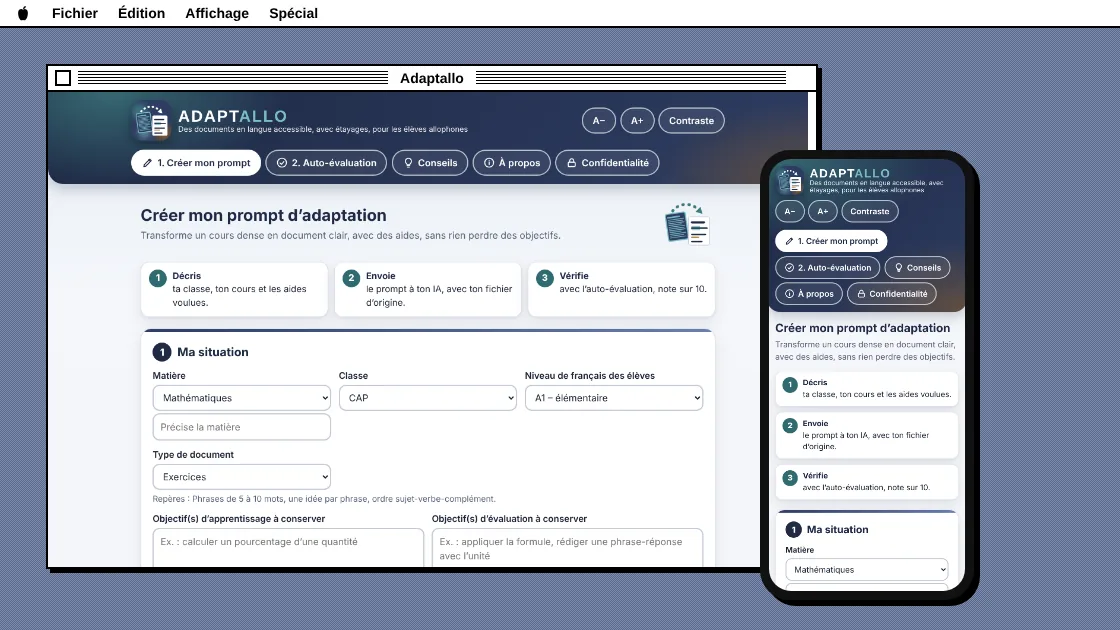 Fichier Édition Affichage Spécial
Adaptallo
ADAPTALLO
Des documents en langue accessible, avec étayages, pour les élèves allophones
A− A+ Contraste
1. Créer mon prompt 2. Auto-évaluation Conseils À propos Confidentialité
Créer mon prompt d’adaptation
Transforme un cours dense en document clair, avec des aides, sans rien perdre des objectifs.
1 Décris
ta classe, ton cours et les aides
voulues.
2 Envoie
le prompt à ton IA, avec ton fichier
d’origine.
3 Vérifie
avec l’auto-évaluation, note sur 10.
1 Ma situation
Matière Classe Niveau de français des élèves
Mathématiques CAP A1 – élémentaire
Précise la matière
Type de document
Exercices
Repères : Phrases de 5 à 10 mots, une idée par phrase, ordre sujet-verbe-complément.
Objectif(s) d’apprentissage à conserver Objectif(s) d’évaluation à conserver
Ex. : calculer un pourcentage d’une quantité
Ex. : appliquer la formule, rédiger une phrase-réponse
avec l’unité
ADAPTALLO
Des documents en langue accessible, avec
étayages, pour les élèves allophones
A− A+ Contraste
1. Créer mon prompt
2. Auto-évaluation Conseils
À propos Confidentialité
Créer mon prompt d’adaptation
Transforme un cours dense en document clair,
avec des aides, sans rien perdre des objectifs.
1 Décris
ta classe, ton cours et les aides voulues.
2 Envoie
le prompt à ton IA, avec ton fichier
d’origine.
3 Vérifie
avec l’auto-évaluation, note sur 10.
1 Ma situation
Matière
Mathématiques